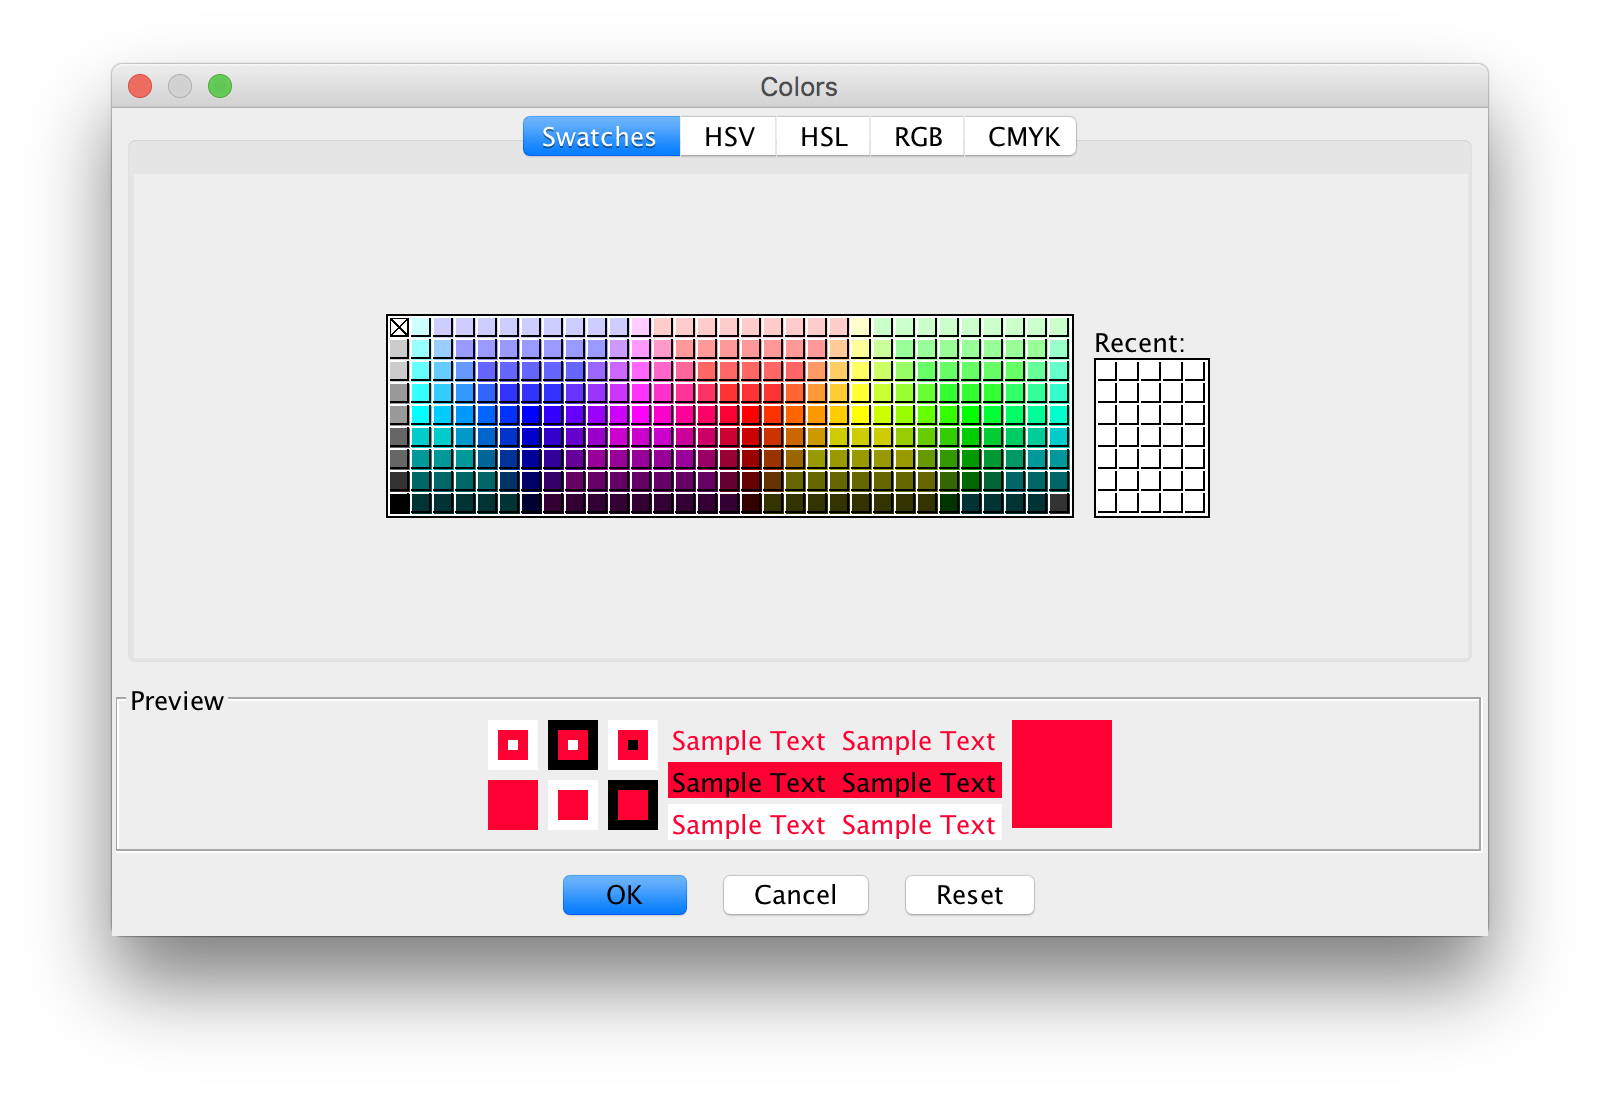 Colors
Swatches HSV HSL RGB CMYK
Recent:
Preview
Sample Text Sample Text
Sample Text Sample Text
Sample Text Sample Text
OK Cancel Reset